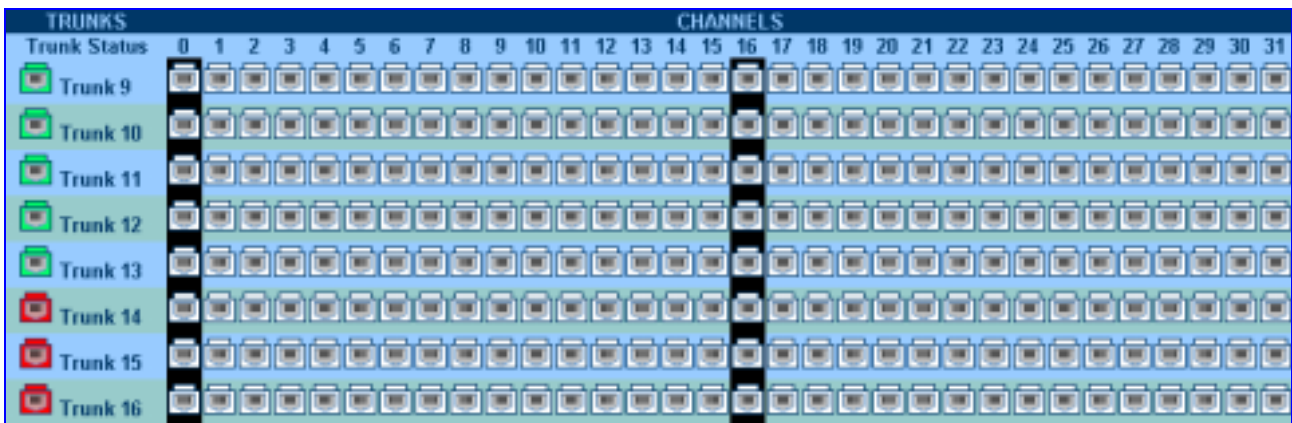 TRUNKS CHANNELS
Trunk Status 0 1 2 3 4 5 6 7 8 9 10 11 12 13 14 15 16 17 18 19 20 21 22 23 24 25 26 27 28 29 30 31
Trunk 9
Trunk 10
Trunk 11
Trunk 12
Trunk 13
Trunk 14
Trunk 15
Trunk 16